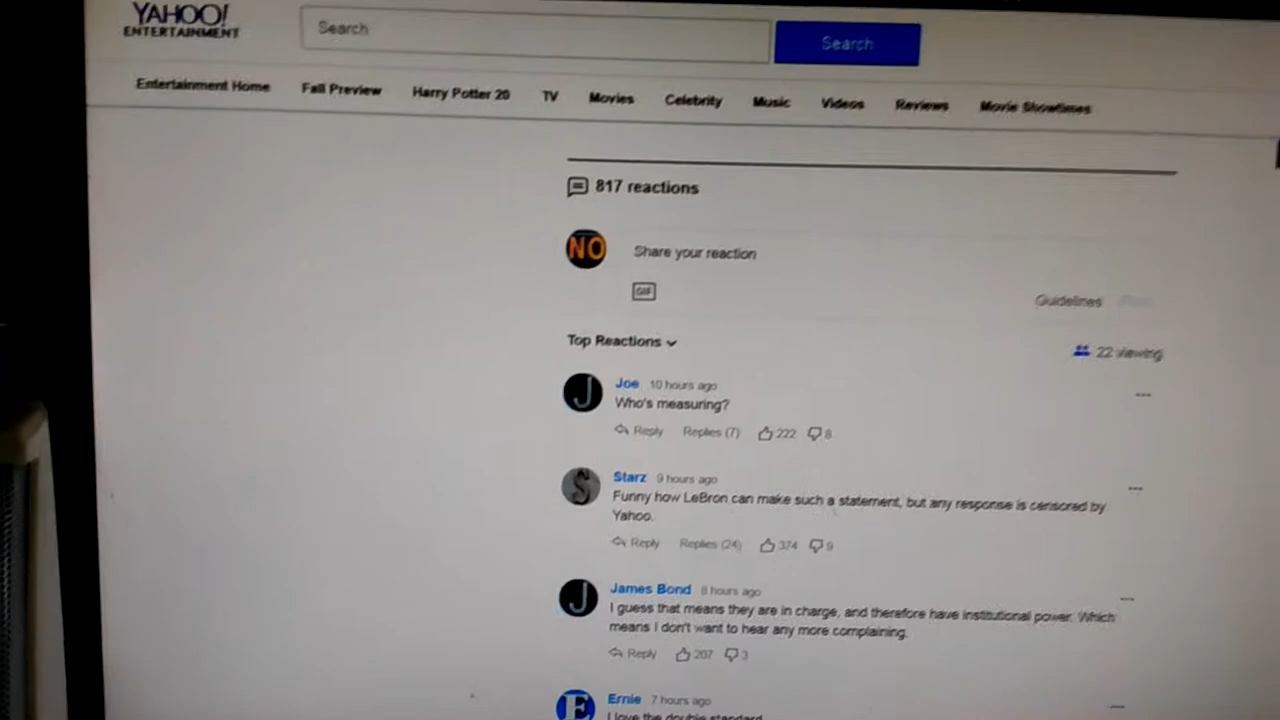 YAHOO!
ENTERTAINMENT
Search
Search
Entertainment Home Fall Preview Harry Potter 20 TV Movies Celebrity Music Videos Reviews Movie Showtimes
817 reactions
NO
Share your reaction
GIF
Guidelines
Top Reactions
22 viewing
J
Joe 10 hours ago
Who's measuring?
Reply Replies (7) 222 8
S
Starz 9 hours ago
Funny how LeBron can make such a statement, but any response is censored by
Yahoo.
Reply Replies (24) 374 9
J
James Bond 8 hours ago
I guess that means they are in charge, and therefore have institutional power. Which
means I don't want to hear any more complaining.
Reply 207 3
E
Ernie 7 hours ago
I love the double standard